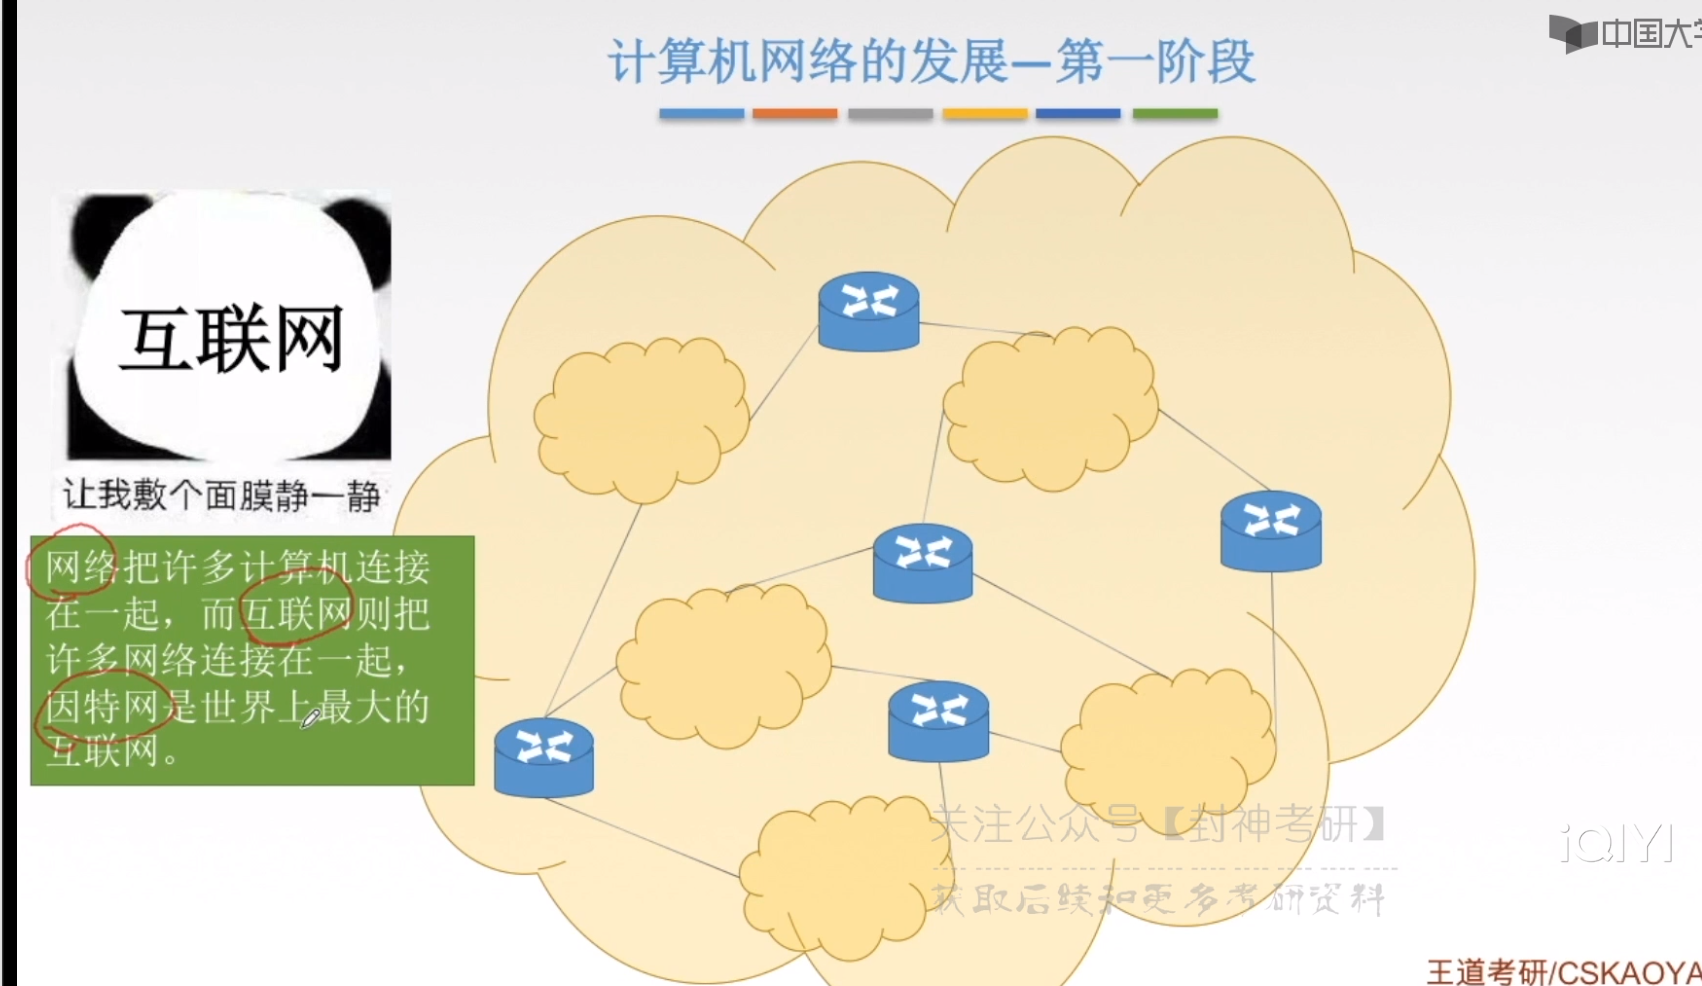 中国大学
计算机网络的发展—第一阶段
互联网
让我敷个面膜静一静
网络把许多计算机连接
在一起，而互联网则把
许多网络连接在一起，
因特网是世界上最大的
互联网。
关注公众号【封神考研】
获取后续和更多考研资料
iQIYI
王道考研/CSKAOYA